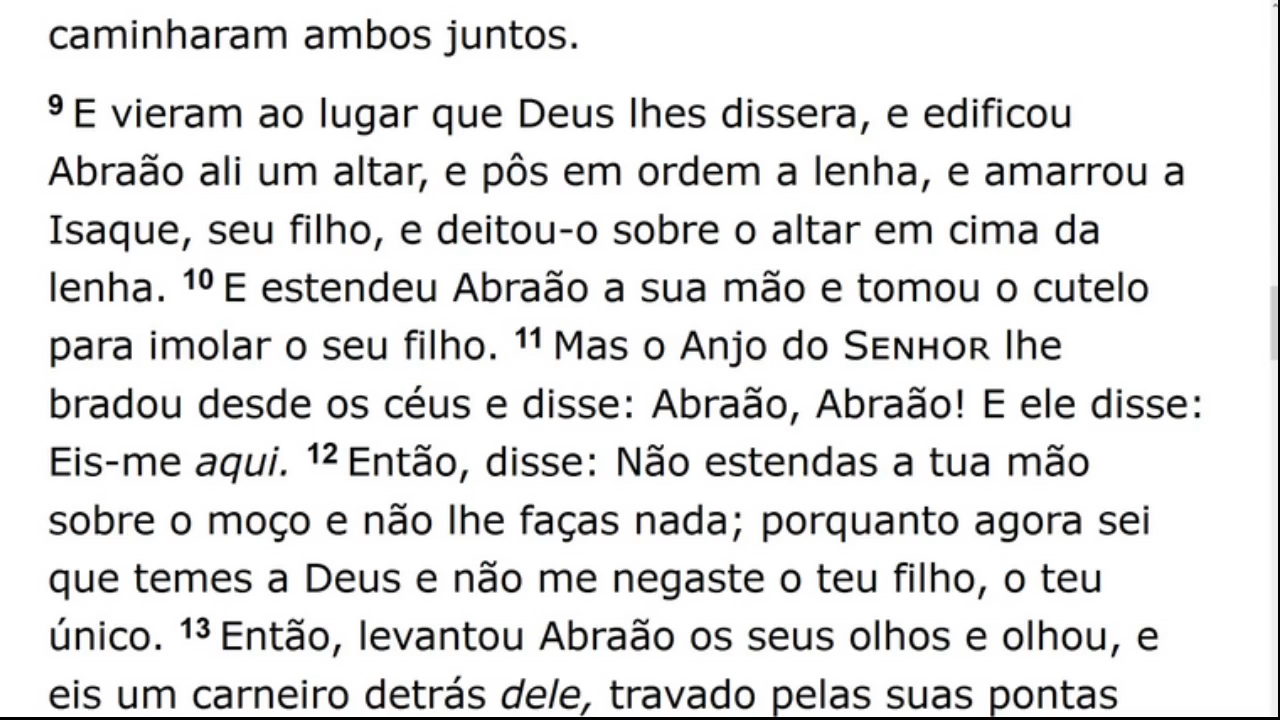 caminharam ambos juntos.
9 E vieram ao lugar que Deus lhes dissera, e edificou
Abraão ali um altar, e pôs em ordem a lenha, e amarrou a
Isaque, seu filho, e deitou-o sobre o altar em cima da
lenha. 10 E estendeu Abraão a sua mão e tomou o cutelo
para imolar o seu filho. 11 Mas o Anjo do SENHOR lhe
bradou desde os céus e disse: Abraão, Abraão! E ele disse:
Eis-me aqui. 12 Então, disse: Não estendas a tua mão
sobre o moço e não lhe faças nada; porquanto agora sei
que temes a Deus e não me negaste o teu filho, o teu
único. 13 Então, levantou Abraão os seus olhos e olhou, e
eis um carneiro detrás dele, travado pelas suas pontas